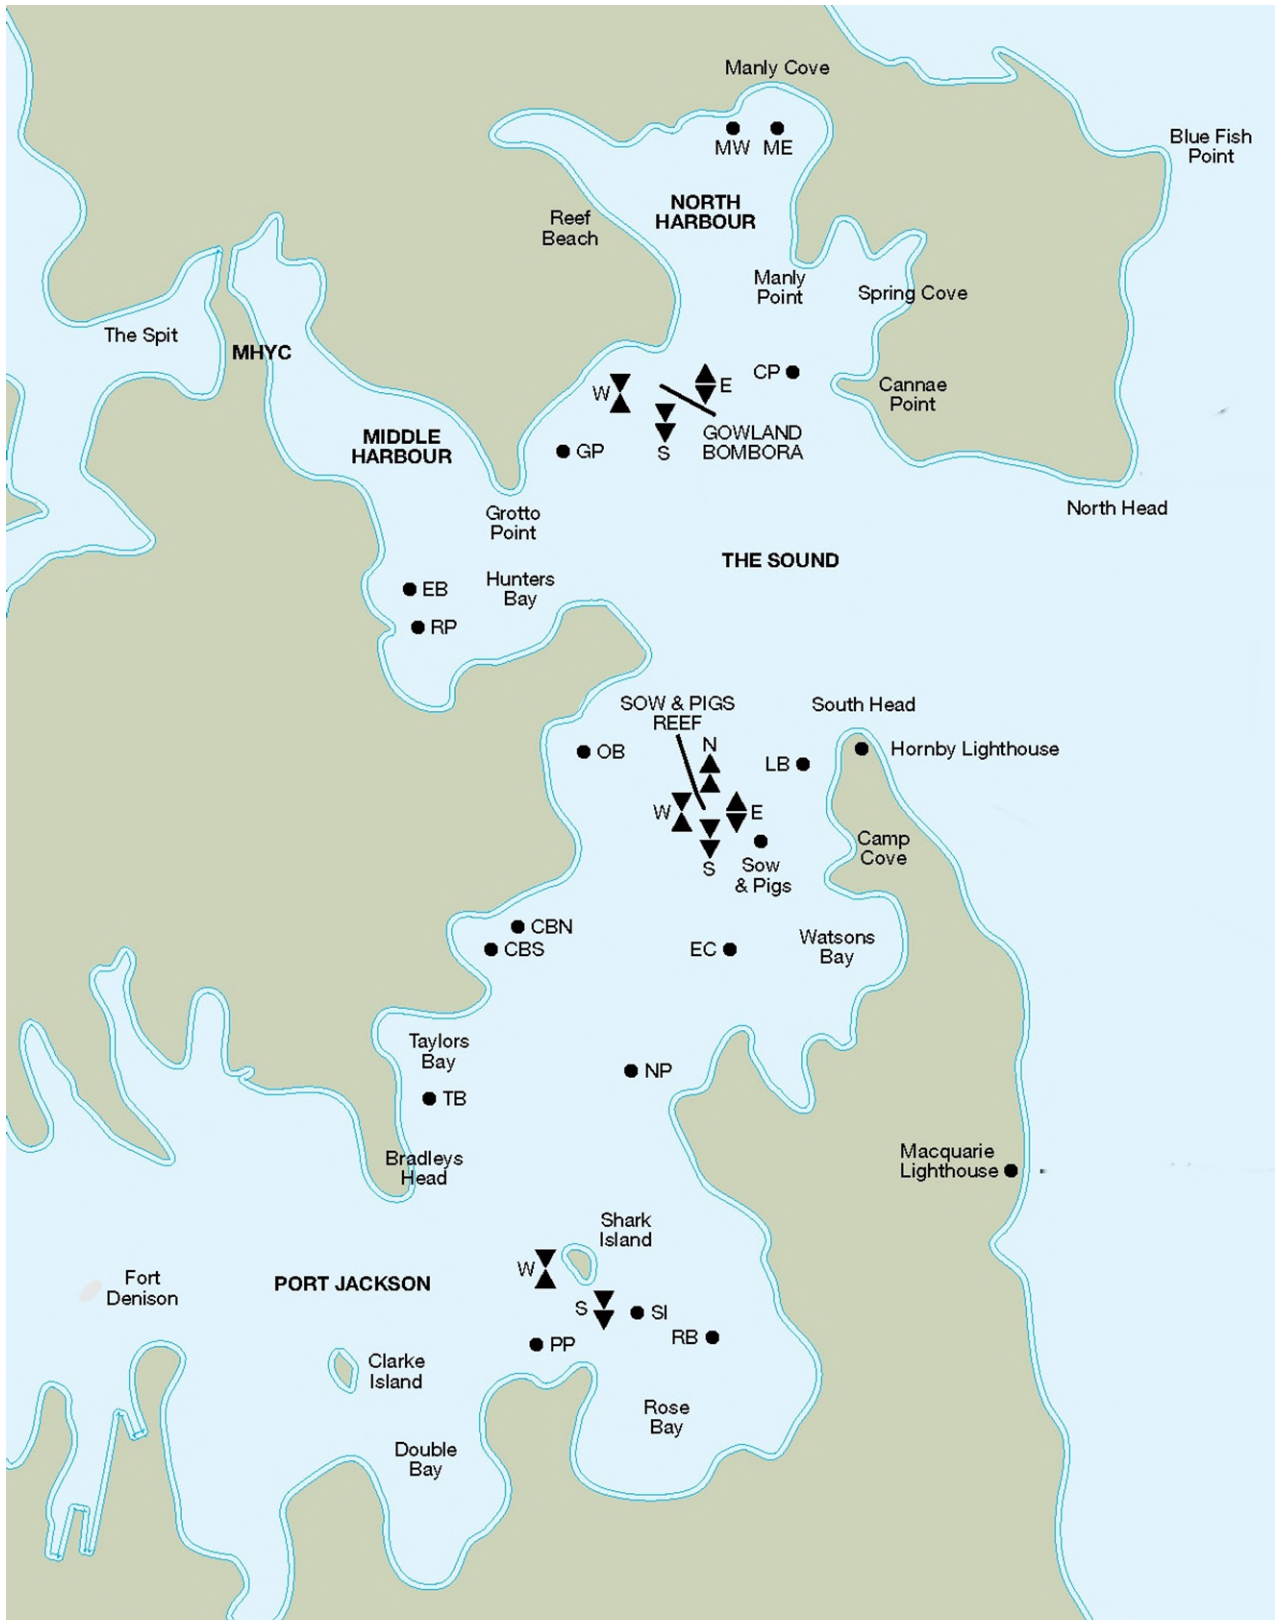 Manly Cove
MW
ME
Blue Fish
Point
NORTH
HARBOUR
Reef
Beach
Manly
Point
Spring Cove
The Spit
MHYC
W
E
CP
Cannae
Point
S
GOWLAND
BOMBORA
GP
MIDDLE
HARBOUR
North Head
Grotto
Point
THE SOUND
Hunters
Bay
EB
RP
SOW & PIGS
REEF
South Head
N
OB
LB
Hornby Lighthouse
W
E
S
Sow
& Pigs
Camp
Cove
CBN
CBS
EC
Watsons
Bay
Taylors
Bay
NP
TB
Bradleys
Head
Macquarie
Lighthouse
Shark
Island
W
PORT JACKSON
Fort
Denison
S
SI
RB
PP
Clarke
Island
Rose
Bay
Double
Bay